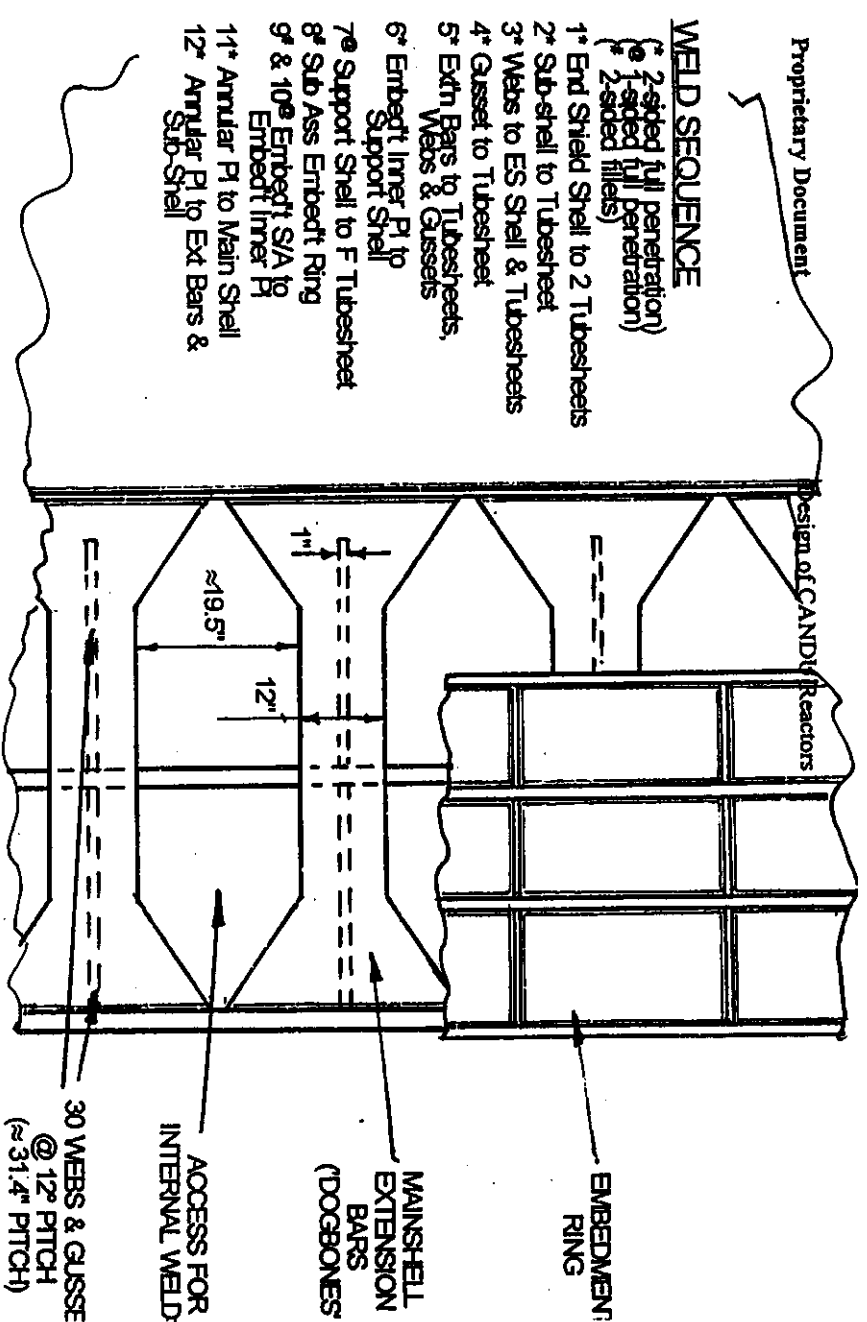 Proprietary Document
Design of CANDU Reactors
WELD SEQUENCE
(* 2-sided full penetration)
(@ 1-sided full penetration)
(# 2-sided fillets)
1* End Shield Shell to 2 Tubesheets
2* Sub-shell to Tubesheet
3* Webs to ES Shell & Tubesheets
4* Gusset to Tubesheet
5* Ext'n Bars to Tubesheets,
Webs & Gussets
6* Embed't Inner Pl to
Support Shell
7@ Support Shell to F Tubesheet
8# Sub Ass Embed't Ring
9# & 10@ Embed't S/A to
Embed't Inner Pl
11* Annular Pl to Main Shell
12* Annular Pl to Ext Bars &
Sub-Shell
1"
≈19.5"
12"
EMBEDMENT
RING
MAINSHELL
EXTENSION
BARS
('DOGBONES'
ACCESS FOR
INTERNAL WELD
30 WEBS & GUSSE
@ 12° PITCH
(≈ 31.4" PITCH)